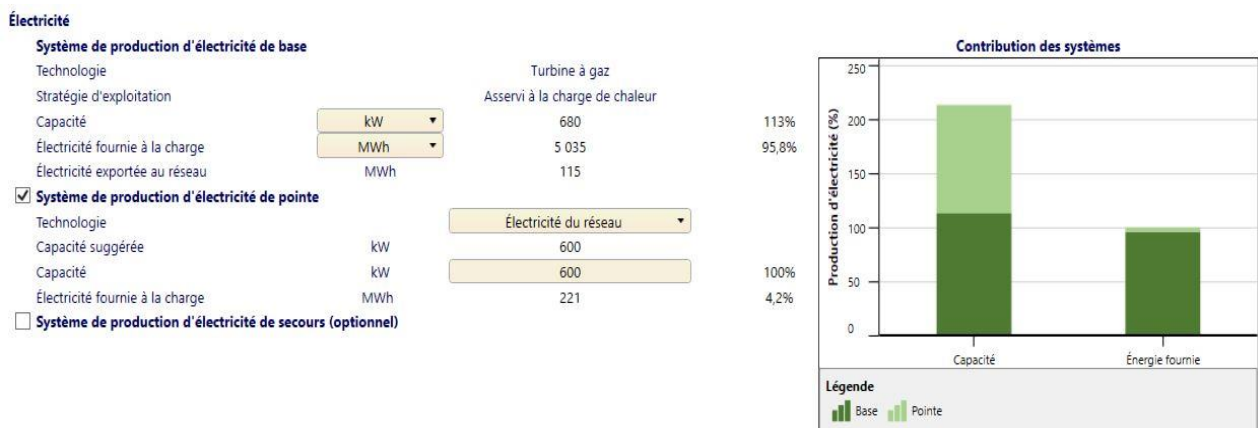 Électricité
Système de production d'électricité de base
Technologie Turbine à gaz
Stratégie d'exploitation Asservi à la charge de chaleur
Capacité kW 680 113%
Électricité fournie à la charge MWh 5 035 95,8%
Électricité exportée au réseau MWh 115
Système de production d'électricité de pointe
Technologie Électricité du réseau
Capacité suggérée kW 600
Capacité kW 600 100%
Électricité fournie à la charge MWh 221 4,2%
Système de production d'électricité de secours (optionnel)
Contribution des systèmes
Production d'électricité (%)
250
200
150
100
50
0
Capacité Énergie fournie
Légende
Base Pointe